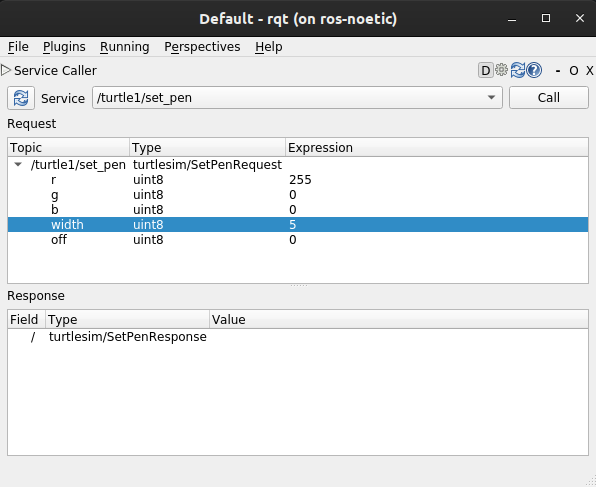 Default - rqt (on ros-noetic)
File Plugins Running Perspectives Help
Service Caller D - O X
Service /turtle1/set_pen Call
Request
Topic Type Expression
/turtle1/set_pen turtlesim/SetPenRequest
r uint8 255
g uint8 0
b uint8 0
width uint8 5
off uint8 0
Response
Field Type Value
/ turtlesim/SetPenResponse